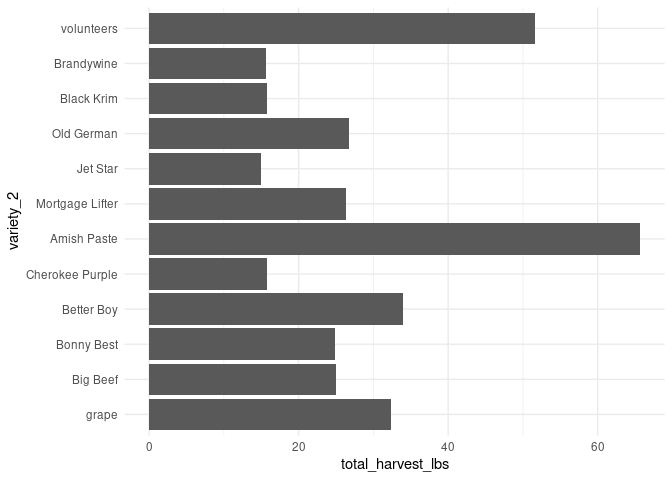 volunteers
Brandywine
Black Krim
Old German
Jet Star
Mortgage Lifter
Amish Paste
Cherokee Purple
Better Boy
Bonny Best
Big Beef
grape
variety_2
0 20 40 60
total_harvest_lbs